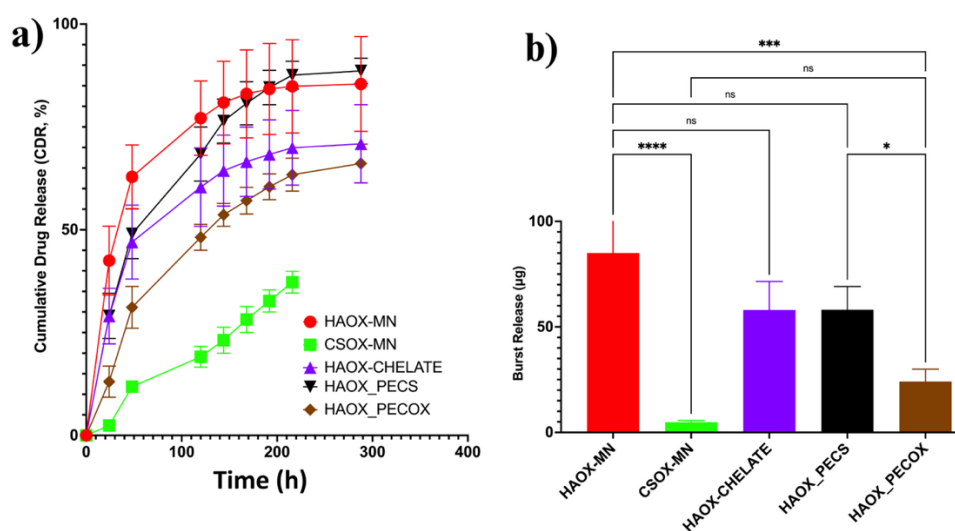 a)
Cumulative Drug Release (CDR, %)
100
50
0
0
100
200
300
400
Time (h)
HAOX-MN
CSOX-MN
HAOX-CHELATE
HAOX_PECS
HAOX_PECOX
b)
***
ns
ns
ns
****
*
Burst Release (µg)
100
50
0
HAOX-MN
CSOX-MN
HAOX-CHELATE
HAOX_PECS
HAOX_PECOX